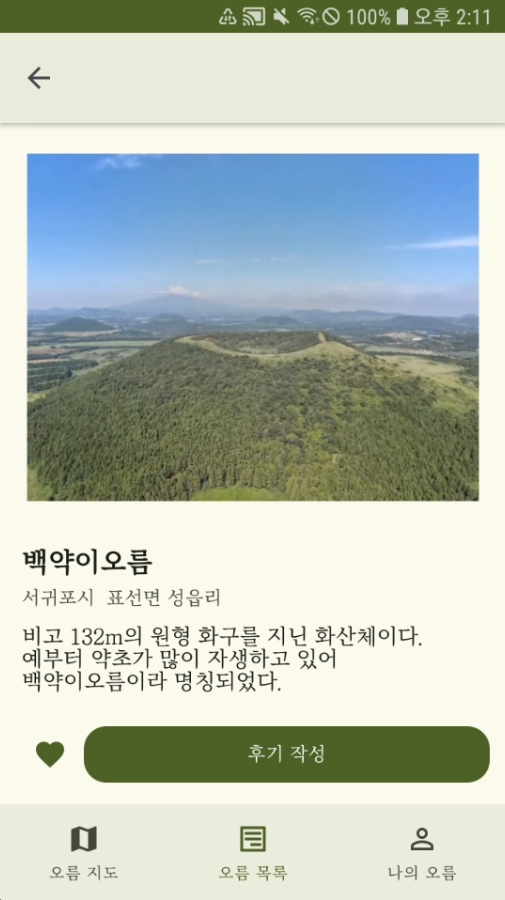 100% 오후 2:11
백약이오름
서귀포시 표선면 성읍리
비고 132m의 원형 화구를 지닌 화산체이다.
예부터 약초가 많이 자생하고 있어
백약이오름이라 명칭되었다.
후기 작성
오름 지도
오름 목록
나의 오름